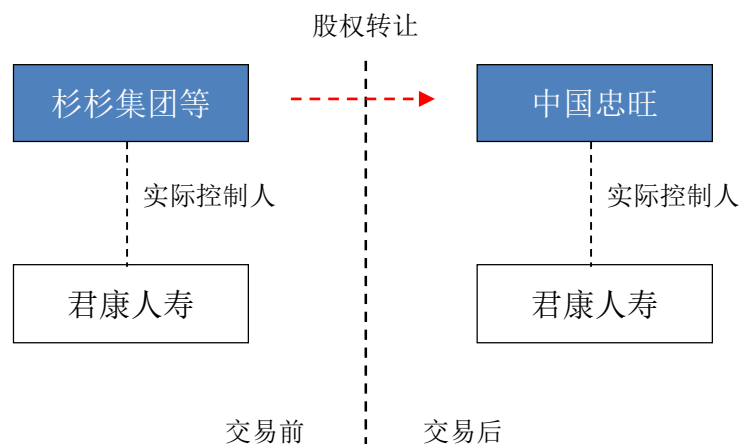 股权转让
杉杉集团等
中国忠旺
实际控制人
实际控制人
君康人寿
君康人寿
交易前
交易后